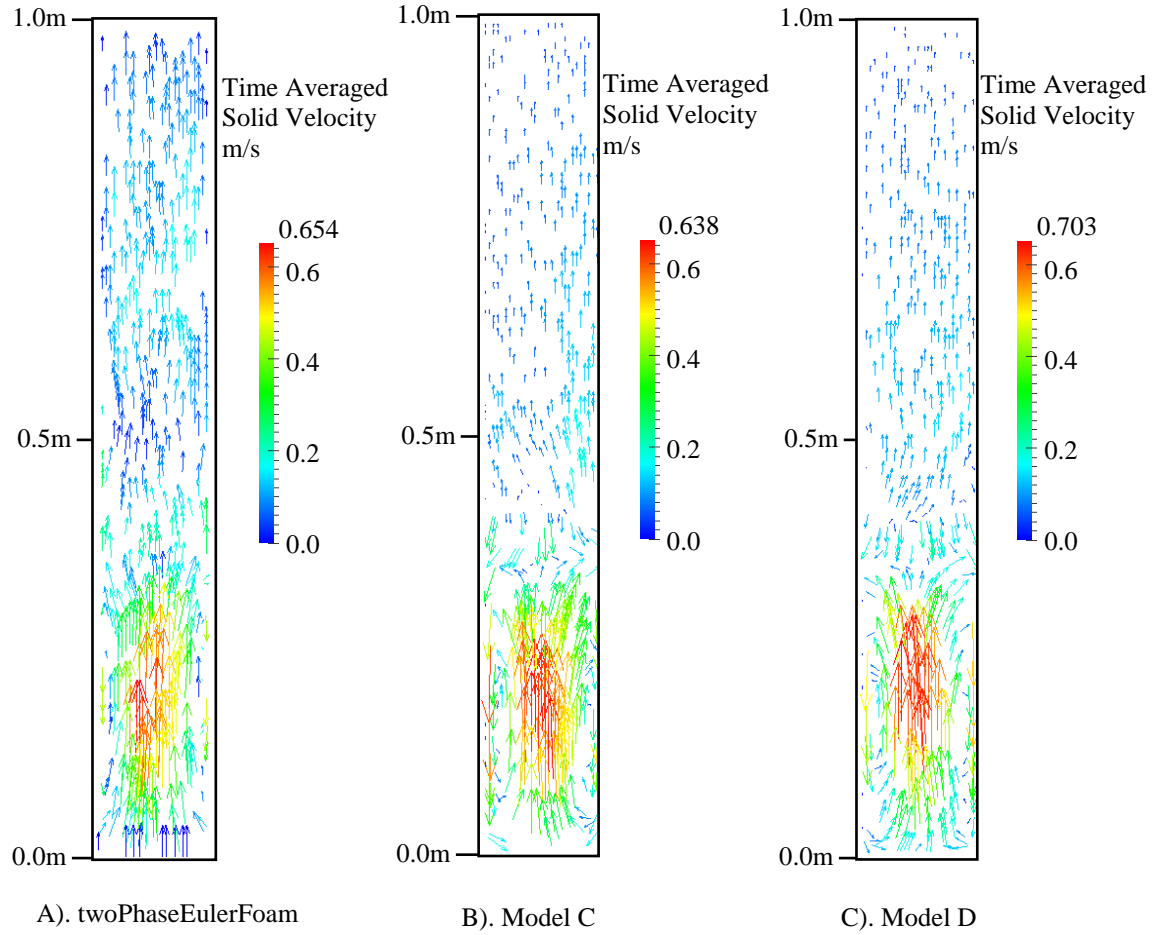 1.0m
Time Averaged
Solid Velocity
m/s
0.654
0.6
0.4
0.2
0.0
0.5m
0.0m
A). twoPhaseEulerFoam
1.0m
Time Averaged
Solid Velocity
m/s
0.638
0.6
0.4
0.2
0.0
0.5m
0.0m
B). Model C
1.0m
Time Averaged
Solid Velocity
m/s
0.703
0.6
0.4
0.2
0.0
0.5m
0.0m
C). Model D